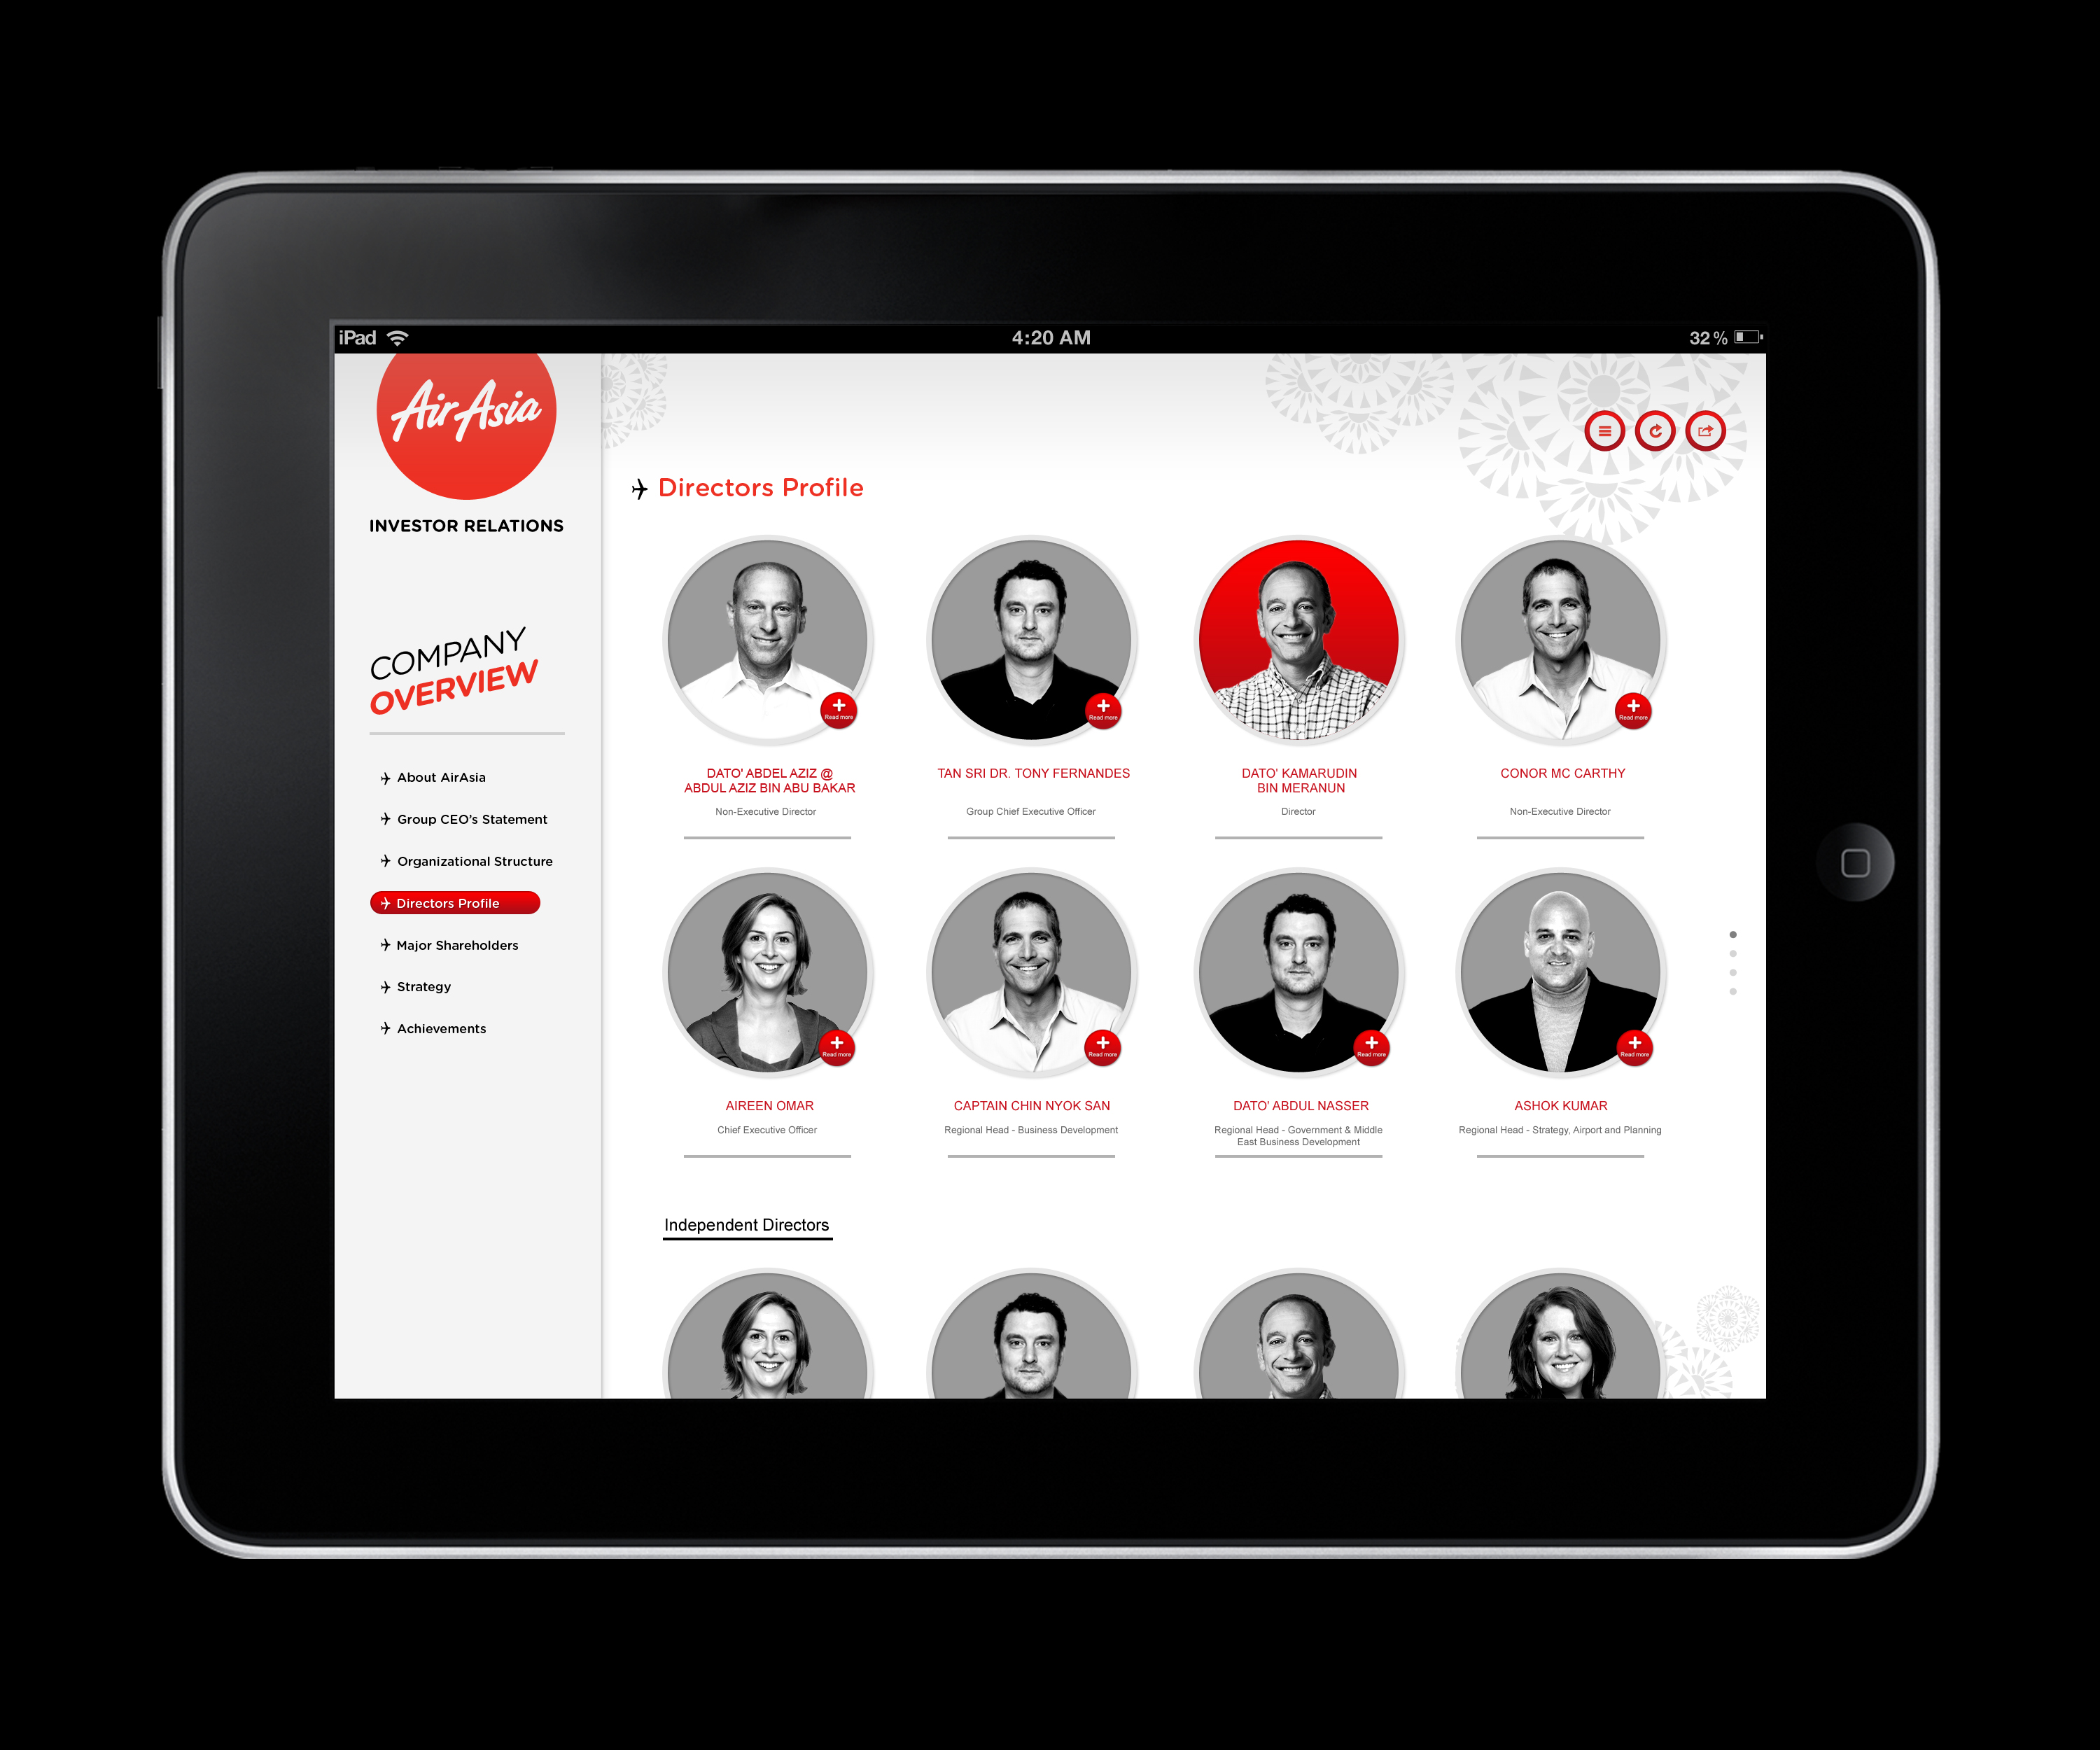 iPad
4:20 AM
32 %
AirAsia
INVESTOR RELATIONS
COMPANY
OVERVIEW
About AirAsia
Group CEO's Statement
Organizational Structure
Directors Profile
Major Shareholders
Strategy
Achievements
Directors Profile
Read more
Read more
Read more
DATO' ABDEL AZIZ @
ABDUL AZIZ BIN ABU BAKAR
Non-Executive Director
TAN SRI DR. TONY FERNANDES
Group Chief Executive Officer
DATO' KAMARUDIN
BIN MERANUN
Director
CONOR MC CARTHY
Non-Executive Director
Read more
Read more
Read more
Read more
AIREEN OMAR
Chief Executive Officer
CAPTAIN CHIN NYOK SAN
Regional Head - Business Development
DATO' ABDUL NASSER
Regional Head - Government & Middle
East Business Development
ASHOK KUMAR
Regional Head - Strategy, Airport and Planning
Independent Directors